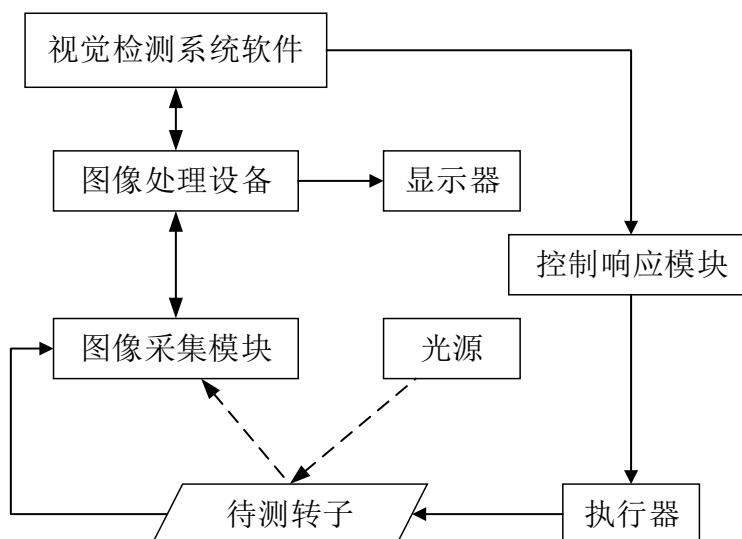 视觉检测系统软件
图像处理设备
显示器
控制响应模块
图像采集模块
光源
待测转子
执行器